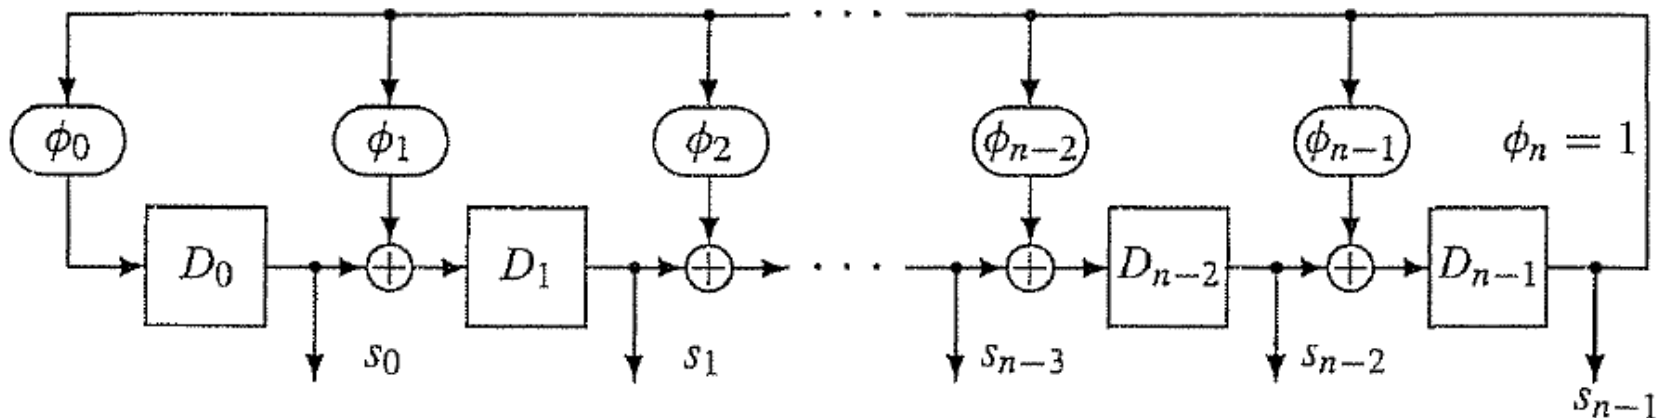 ϕ₀ ϕ₁ ϕ₂ ϕₙ₋₂ ϕₙ₋₁ ϕₙ = 1
D₀ D₁ · · · Dₙ₋₂ Dₙ₋₁
s₀ s₁ sₙ₋₃ sₙ₋₂ sₙ₋₁